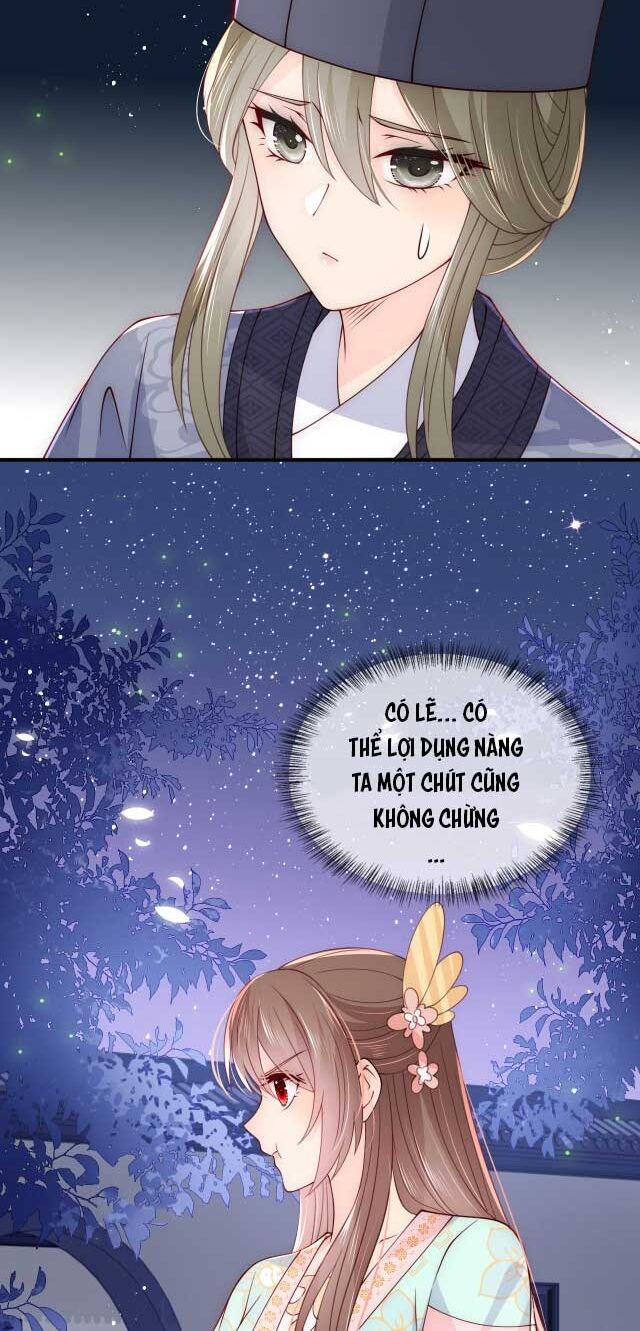 CÓ LẼ... CÓ
THỂ LỢI DỤNG NÀNG
TA MỘT CHÚT CŨNG
KHÔNG CHỪNG
...